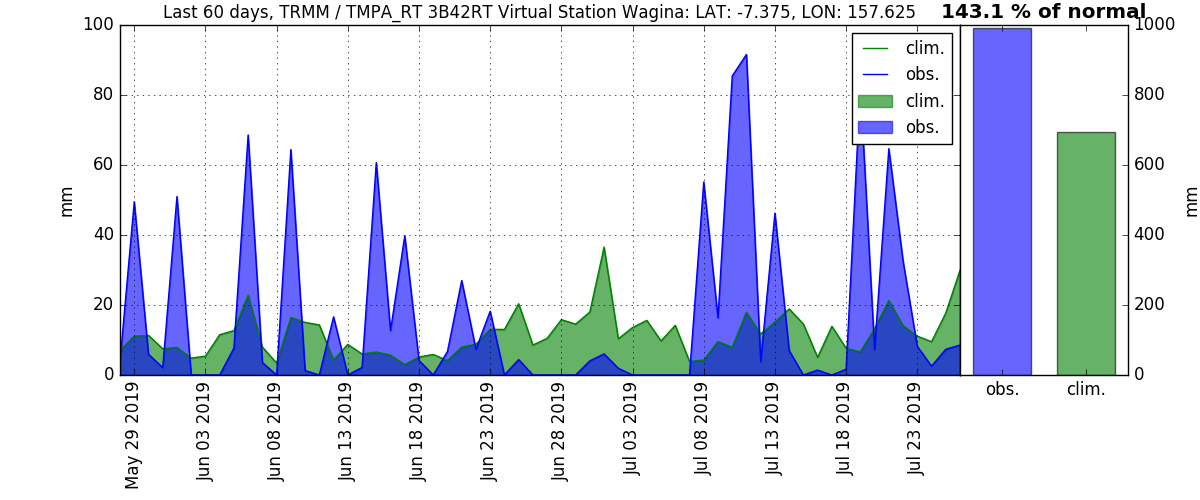 Last 60 days, TRMM / TMPA_RT 3B42RT Virtual Station Wagina: LAT: -7.375, LON: 157.625
143.1 % of normal
100
80
60
40
20
0
mm
clim.
obs.
clim.
obs.
1000
800
600
400
200
0
mm
May 29 2019
Jun 03 2019
Jun 08 2019
Jun 13 2019
Jun 18 2019
Jun 23 2019
Jun 28 2019
Jul 03 2019
Jul 08 2019
Jul 13 2019
Jul 18 2019
Jul 23 2019
obs.
clim.